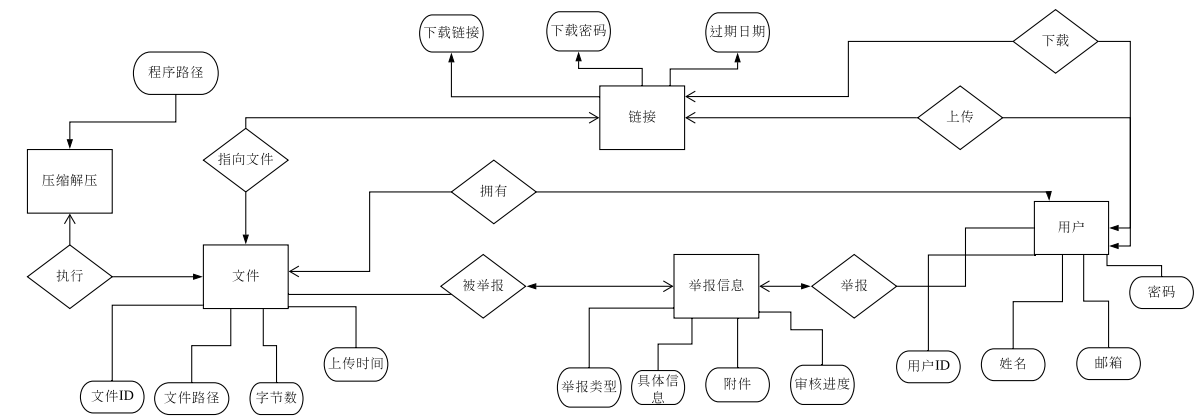 下载链接
下载密码
过期日期
下载
程序路径
链接
上传
指向文件
压缩解压
拥有
用户
执行
文件
被举报
举报信息
举报
密码
上传时间
用户ID
姓名
邮箱
文件ID
文件路径
字节数
举报类型
具体信
息
附件
审核进度